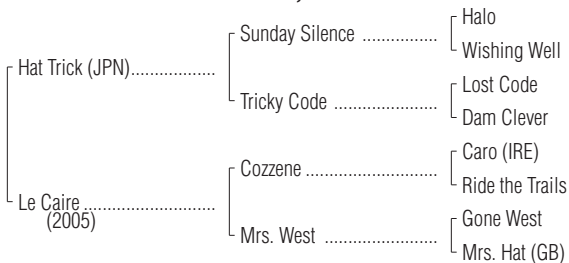 Halo
Sunday Silence ................
Wishing Well
Hat Trick (JPN)..................
Lost Code
Tricky Code ......................
Dam Clever
Caro (IRE)
Cozzene ............................
Ride the Trails
Le Caire ............................
(2005)
Gone West
Mrs. West ........................
Mrs. Hat (GB)